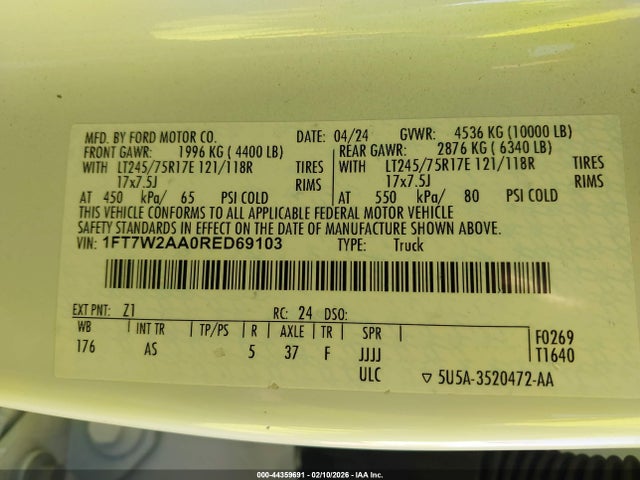 MFD. BY FORD MOTOR CO. DATE: 04/24 GVWR: 4536 KG (10000 LB)
FRONT GAWR: 1996 KG ( 4400 LB) REAR GAWR: 2876 KG ( 6340 LB)
WITH LT245/75R17E 121/118R TIRES WITH LT245/75R17E 121/118R TIRES
17x7.5J RIMS 17x7.5J RIMS
AT 450 kPa/ 65 PSI COLD AT 550 kPa/ 80 PSI COLD
THIS VEHICLE CONFORMS TO ALL APPLICABLE FEDERAL MOTOR VEHICLE
SAFETY STANDARDS IN EFFECT ON THE DATE OF MANUFACTURE SHOWN ABOVE.
VIN: 1FT7W2AA0RED69103 TYPE: Truck
EXT PNT: Z1 RC: 24 DSO:
WB INT TR TP/PS R AXLE TR SPR F0269
176 AS 5 37 F JJJJ T1640
ULC ▽ 5U5A-3520472-AA
000-44359691 - 02/10/2026 - IAA Inc.